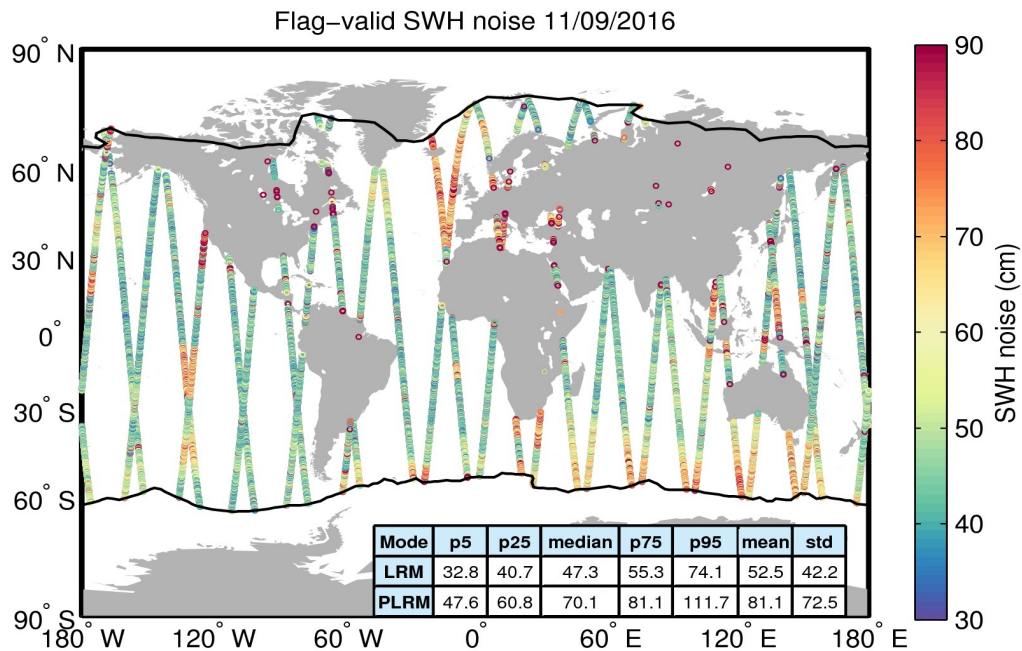 Flag−valid SWH noise 11/09/2016
90° N
60° N
30° N
0°
30° S
60° S
90° S
180° W
120° W
60° W
0°
60° E
120° E
180° E
Mode p5 p25 median p75 p95 mean std
LRM 32.8 40.7 47.3 55.3 74.1 52.5 42.2
PLRM 47.6 60.8 70.1 81.1 111.7 81.1 72.5
90
80
70
60
50
40
30
SWH noise (cm)